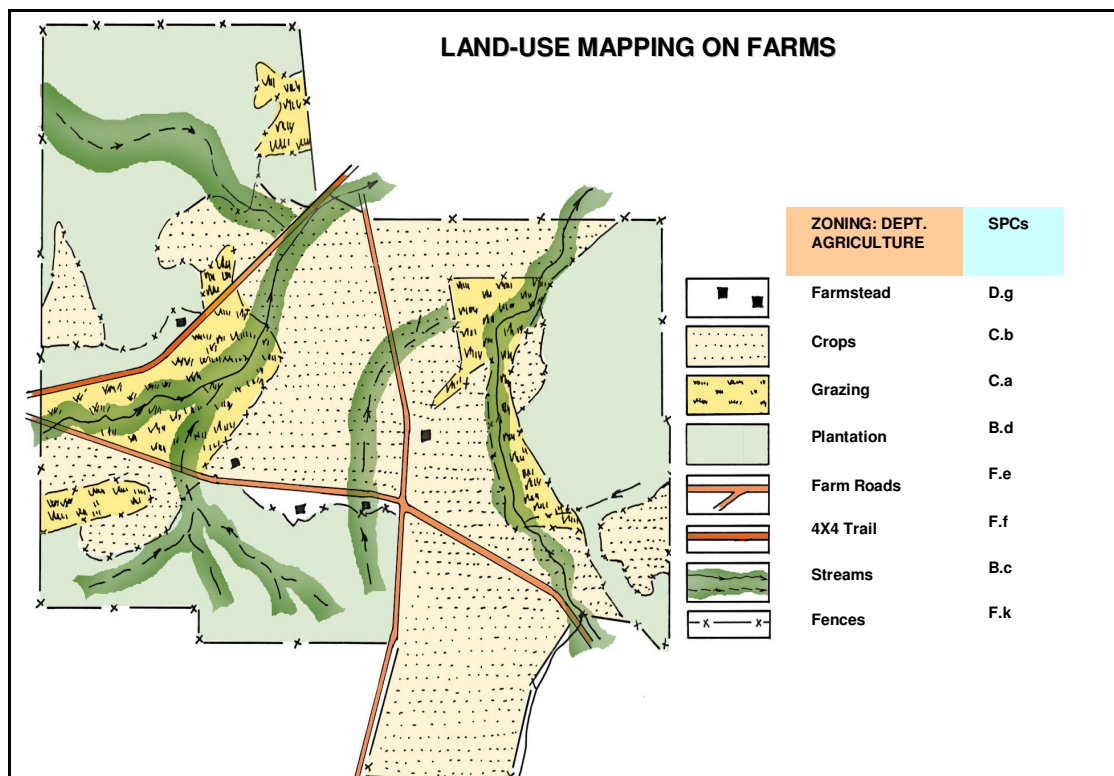 LAND-USE MAPPING ON FARMS
ZONING: DEPT. AGRICULTURE
SPCs
Farmstead D.g
Crops C.b
Grazing C.a
Plantation B.d
Farm Roads F.e
4X4 Trail F.f
Streams B.c
Fences F.k